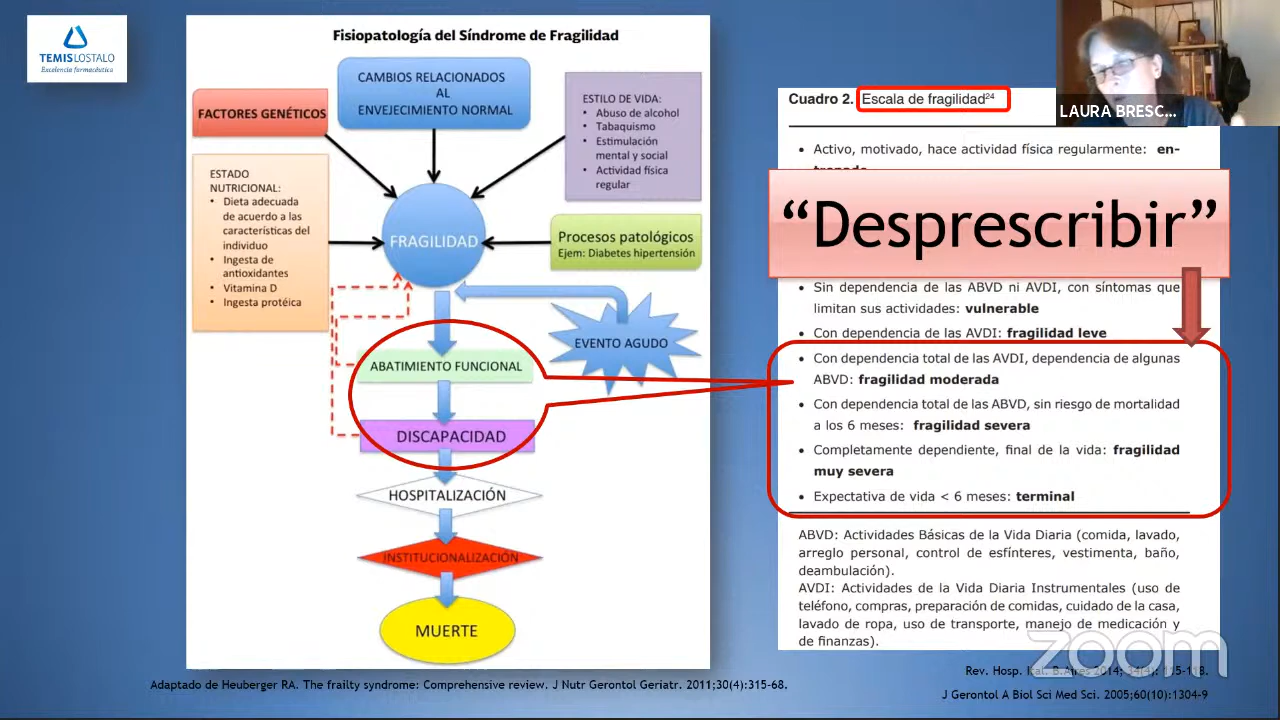 TEMISLOSTALO
Excelencia farmacéutica
Fisiopatología del Síndrome de Fragilidad
FACTORES GENÉTICOS
CAMBIOS RELACIONADOS
AL
ENVEJECIMIENTO NORMAL
ESTILO DE VIDA:
• Abuso de alcohol
• Tabaquismo
• Estimulación
mental y social
• Actividad física
regular
ESTADO
NUTRICIONAL:
• Dieta adecuada
de acuerdo a las
características del
individuo
• Ingesta de
antioxidantes
• Vitamina D
• Ingesta protéica
FRAGILIDAD
Procesos patológicos
Ejem: Diabetes hipertensión
EVENTO AGUDO
ABATIMIENTO FUNCIONAL
DISCAPACIDAD
HOSPITALIZACIÓN
INSTITUCIONALIZACIÓN
MUERTE
Adaptado de Heuberger RA. The frailty syndrome: Comprehensive review. J Nutr Gerontol Geriatr. 2011;30(4):315-68.
LAURA BRESC...
Cuadro 2. Escala de fragilidad24
• Activo, motivado, hace actividad física regularmente: en-
trenado
“Desprescribir”
• Sin dependencia de las ABVD ni AVDI, con síntomas que
limitan sus actividades: vulnerable
• Con dependencia de las AVDI: fragilidad leve
• Con dependencia total de las AVDI, dependencia de algunas
ABVD: fragilidad moderada
• Con dependencia total de las ABVD, sin riesgo de mortalidad
a los 6 meses: fragilidad severa
• Completamente dependiente, final de la vida: fragilidad
muy severa
• Expectativa de vida < 6 meses: terminal
ABVD: Actividades Básicas de la Vida Diaria (comida, lavado,
arreglo personal, control de esfínteres, vestimenta, baño,
deambulación).
AVDI: Actividades de la Vida Diaria Instrumentales (uso de
teléfono, compras, preparación de comidas, cuidado de la casa,
lavado de ropa, uso de transporte, manejo de medicación y
de finanzas).
zoom
Rev. Hosp. Ital. B.Aires 2014; 34(4): 115-118.
J Gerontol A Biol Sci Med Sci. 2005;60(10):1304-9